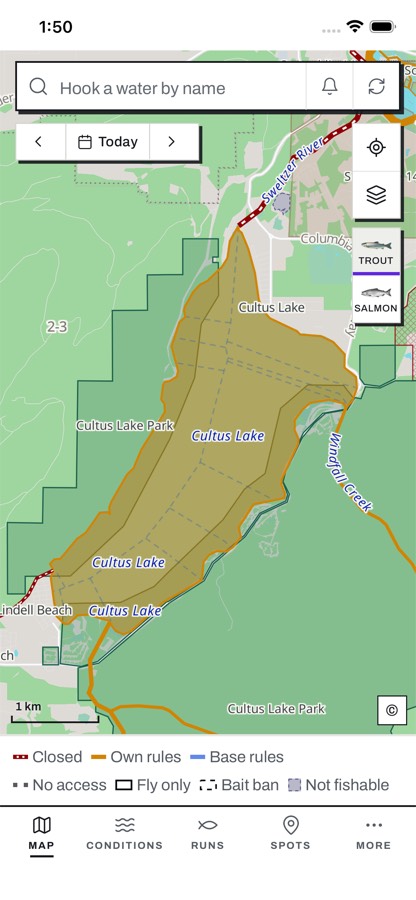 1:50
Hook a water by name
Today
Sweltzer River
Columbia
TROUT
SALMON
2-3
Cultus Lake
Cultus Lake Park
Cultus Lake
Windfall Creek
Cultus Lake
Lindell Beach
Cultus Lake
Cultus Lake Park
1 km
©
Closed
Own rules
Base rules
No access
Fly only
Bait ban
Not fishable
MAP
CONDITIONS
RUNS
SPOTS
MORE